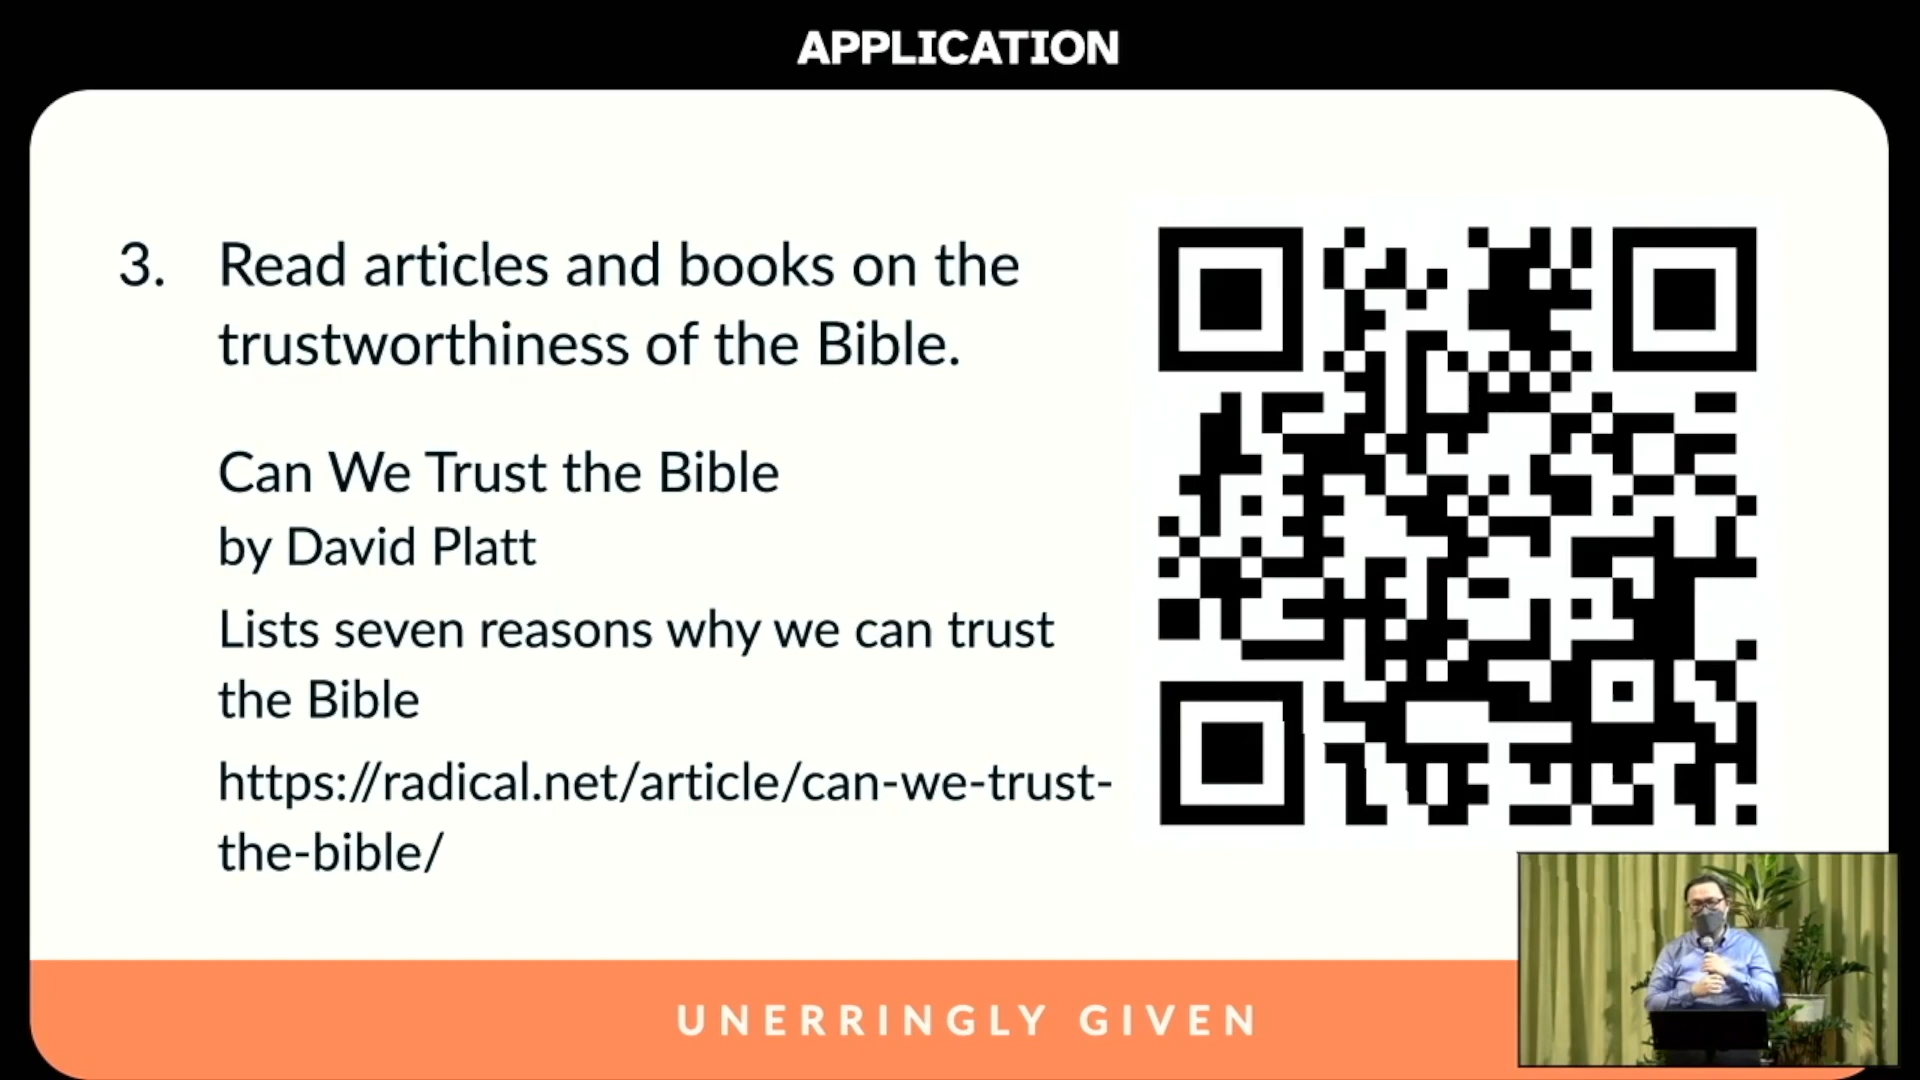 APPLICATION
3. Read articles and books on the
trustworthiness of the Bible.
Can We Trust the Bible
by David Platt
Lists seven reasons why we can trust
the Bible
https://radical.net/article/can-we-trust-
the-bible/
UNERRINGLY GIVEN